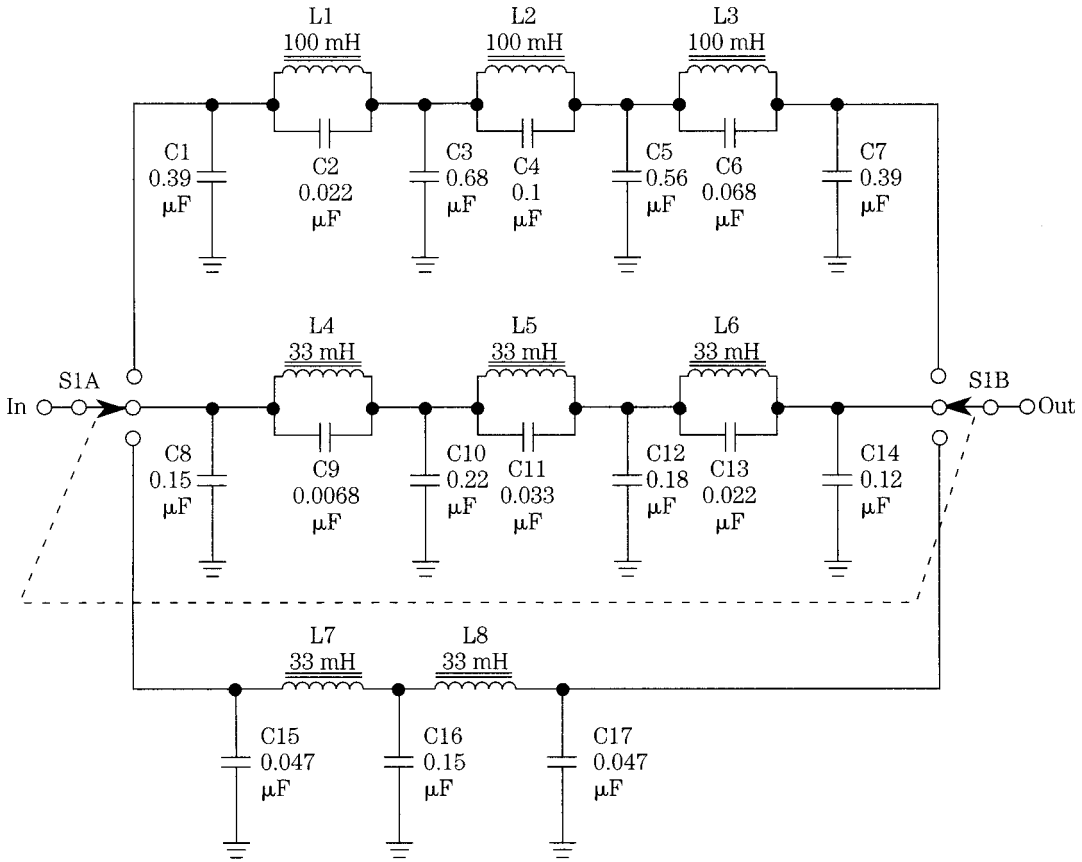 L1
100 mH
L2
100 mH
L3
100 mH
C1
0.39
µF
C2
0.022
µF
C3
0.68
µF
C4
0.1
µF
C5
0.56
µF
C6
0.068
µF
C7
0.39
µF
L4
33 mH
L5
33 mH
L6
33 mH
In
S1A
S1B
Out
C8
0.15
µF
C9
0.0068
µF
C10
0.22
µF
C11
0.033
µF
C12
0.18
µF
C13
0.022
µF
C14
0.12
µF
L7
33 mH
L8
33 mH
C15
0.047
µF
C16
0.15
µF
C17
0.047
µF